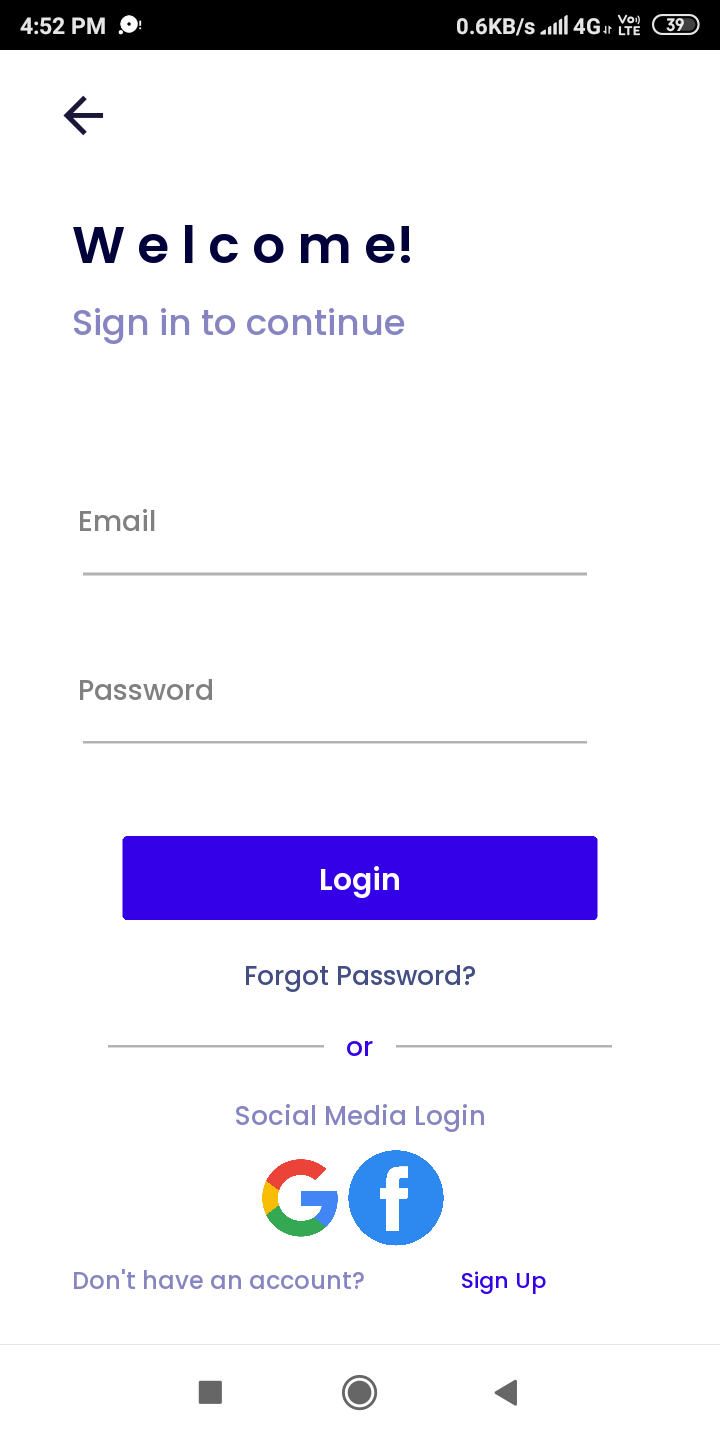 4:52 PM 0.6KB/s 4G Vo LTE 39
W e l c o m e!
Sign in to continue
Email
Password
Login
Forgot Password?
or
Social Media Login
G f
Don't have an account? Sign Up